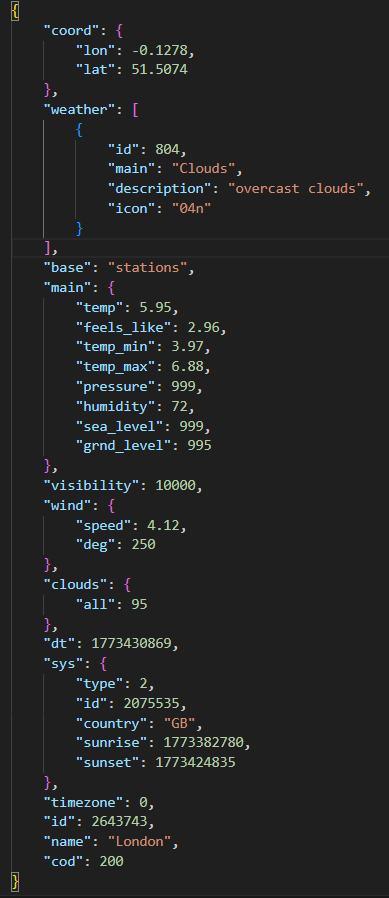 {
    "coord": {
        "lon": -0.1278,
        "lat": 51.5074
    },
    "weather": [
        {
            "id": 804,
            "main": "Clouds",
            "description": "overcast clouds",
            "icon": "04n"
        }
    ],
    "base": "stations",
    "main": {
        "temp": 5.95,
        "feels_like": 2.96,
        "temp_min": 3.97,
        "temp_max": 6.88,
        "pressure": 999,
        "humidity": 72,
        "sea_level": 999,
        "grnd_level": 995
    },
    "visibility": 10000,
    "wind": {
        "speed": 4.12,
        "deg": 250
    },
    "clouds": {
        "all": 95
    },
    "dt": 1773430869,
    "sys": {
        "type": 2,
        "id": 2075535,
        "country": "GB",
        "sunrise": 1773382780,
        "sunset": 1773424835
    },
    "timezone": 0,
    "id": 2643743,
    "name": "London",
    "cod": 200
}